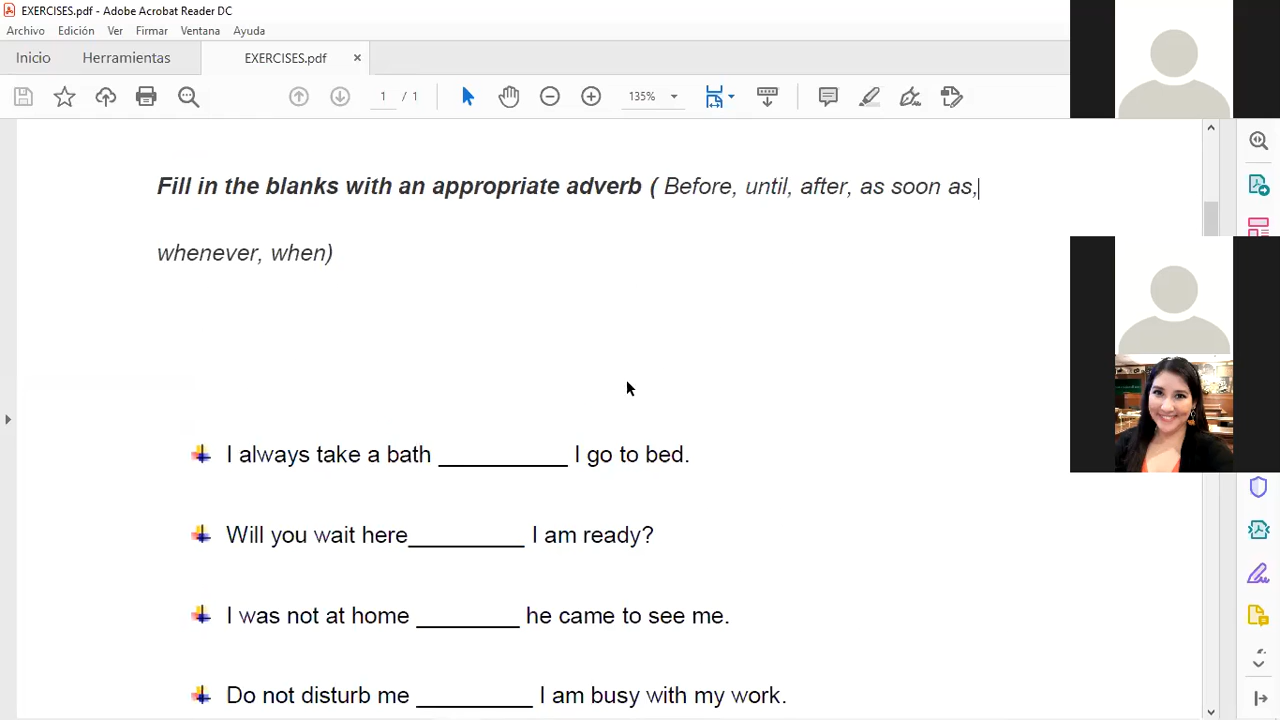 EXERCISES.pdf - Adobe Acrobat Reader DC
Archivo Edición Ver Firmar Ventana Ayuda
Inicio Herramientas EXERCISES.pdf ×
1 / 1 135%
Fill in the blanks with an appropriate adverb ( Before, until, after, as soon as,
whenever, when)
I always take a bath __________ I go to bed.
Will you wait here_________ I am ready?
I was not at home ________ he came to see me.
Do not disturb me _________ I am busy with my work.